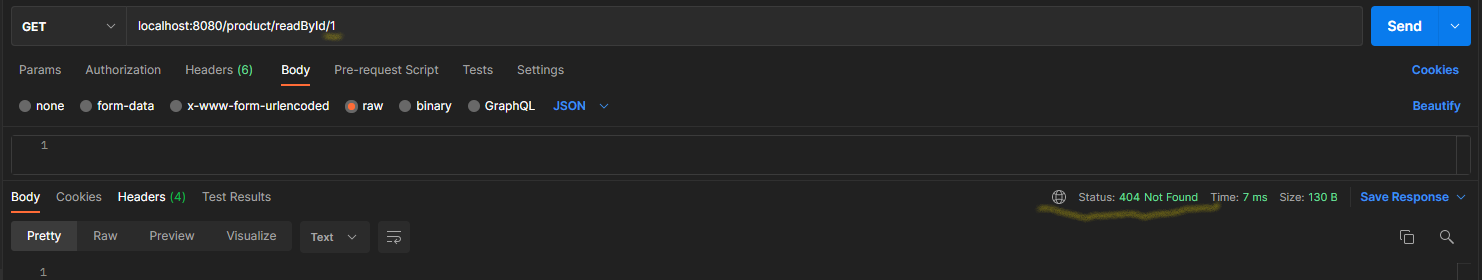 GET localhost:8080/product/readById/1 Send
Params Authorization Headers (6) Body Pre-request Script Tests Settings Cookies
none form-data x-www-form-urlencoded raw binary GraphQL JSON Beautify
1
Body Cookies Headers (4) Test Results Status: 404 Not Found Time: 7 ms Size: 130 B Save Response
Pretty Raw Preview Visualize Text
1